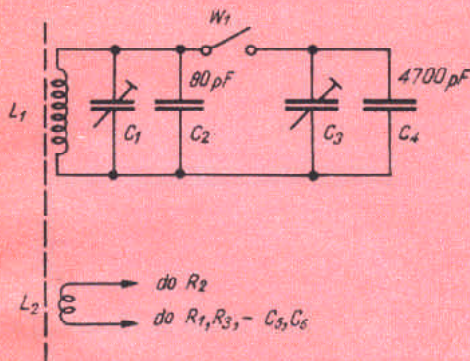 W1
80pF
4700pF
L1
C1
C2
C3
C4
L2
do R2
do R1, R3, - C5, C6